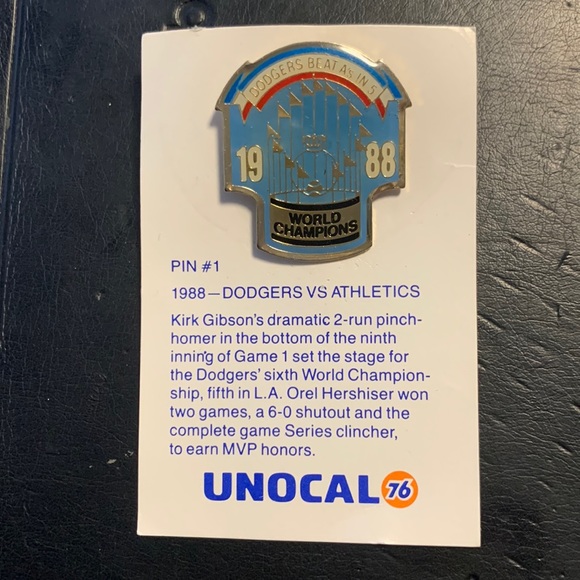 DODGERS BEAT A'S IN 5
19 88
WORLD
CHAMPIONS
PIN #1
1988—DODGERS VS ATHLETICS
Kirk Gibson's dramatic 2-run pinch-
homer in the bottom of the ninth
inning of Game 1 set the stage for
the Dodgers' sixth World Champion-
ship, fifth in L.A. Orel Hershiser won
two games, a 6-0 shutout and the
complete game Series clincher,
to earn MVP honors.
UNOCAL 76